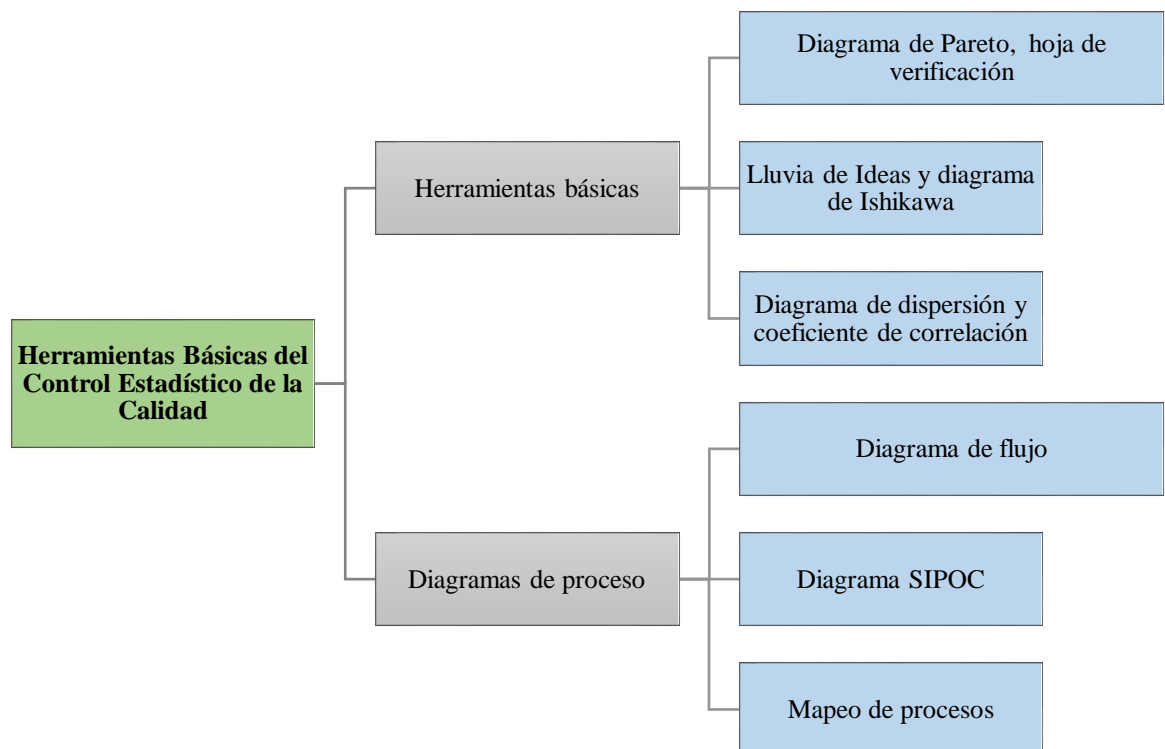 Diagrama de Pareto, hoja de
verificación
Herramientas básicas
Lluvia de Ideas y diagrama
de Ishikawa
Diagrama de dispersión y
coeficiente de correlación
Herramientas Básicas del
Control Estadístico de la
Calidad
Diagrama de flujo
Diagramas de proceso
Diagrama SIPOC
Mapeo de procesos